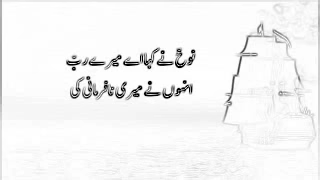 نوحؑ نے کہا اے میرے ربّ
انہوں نے میری نافرمانی کی